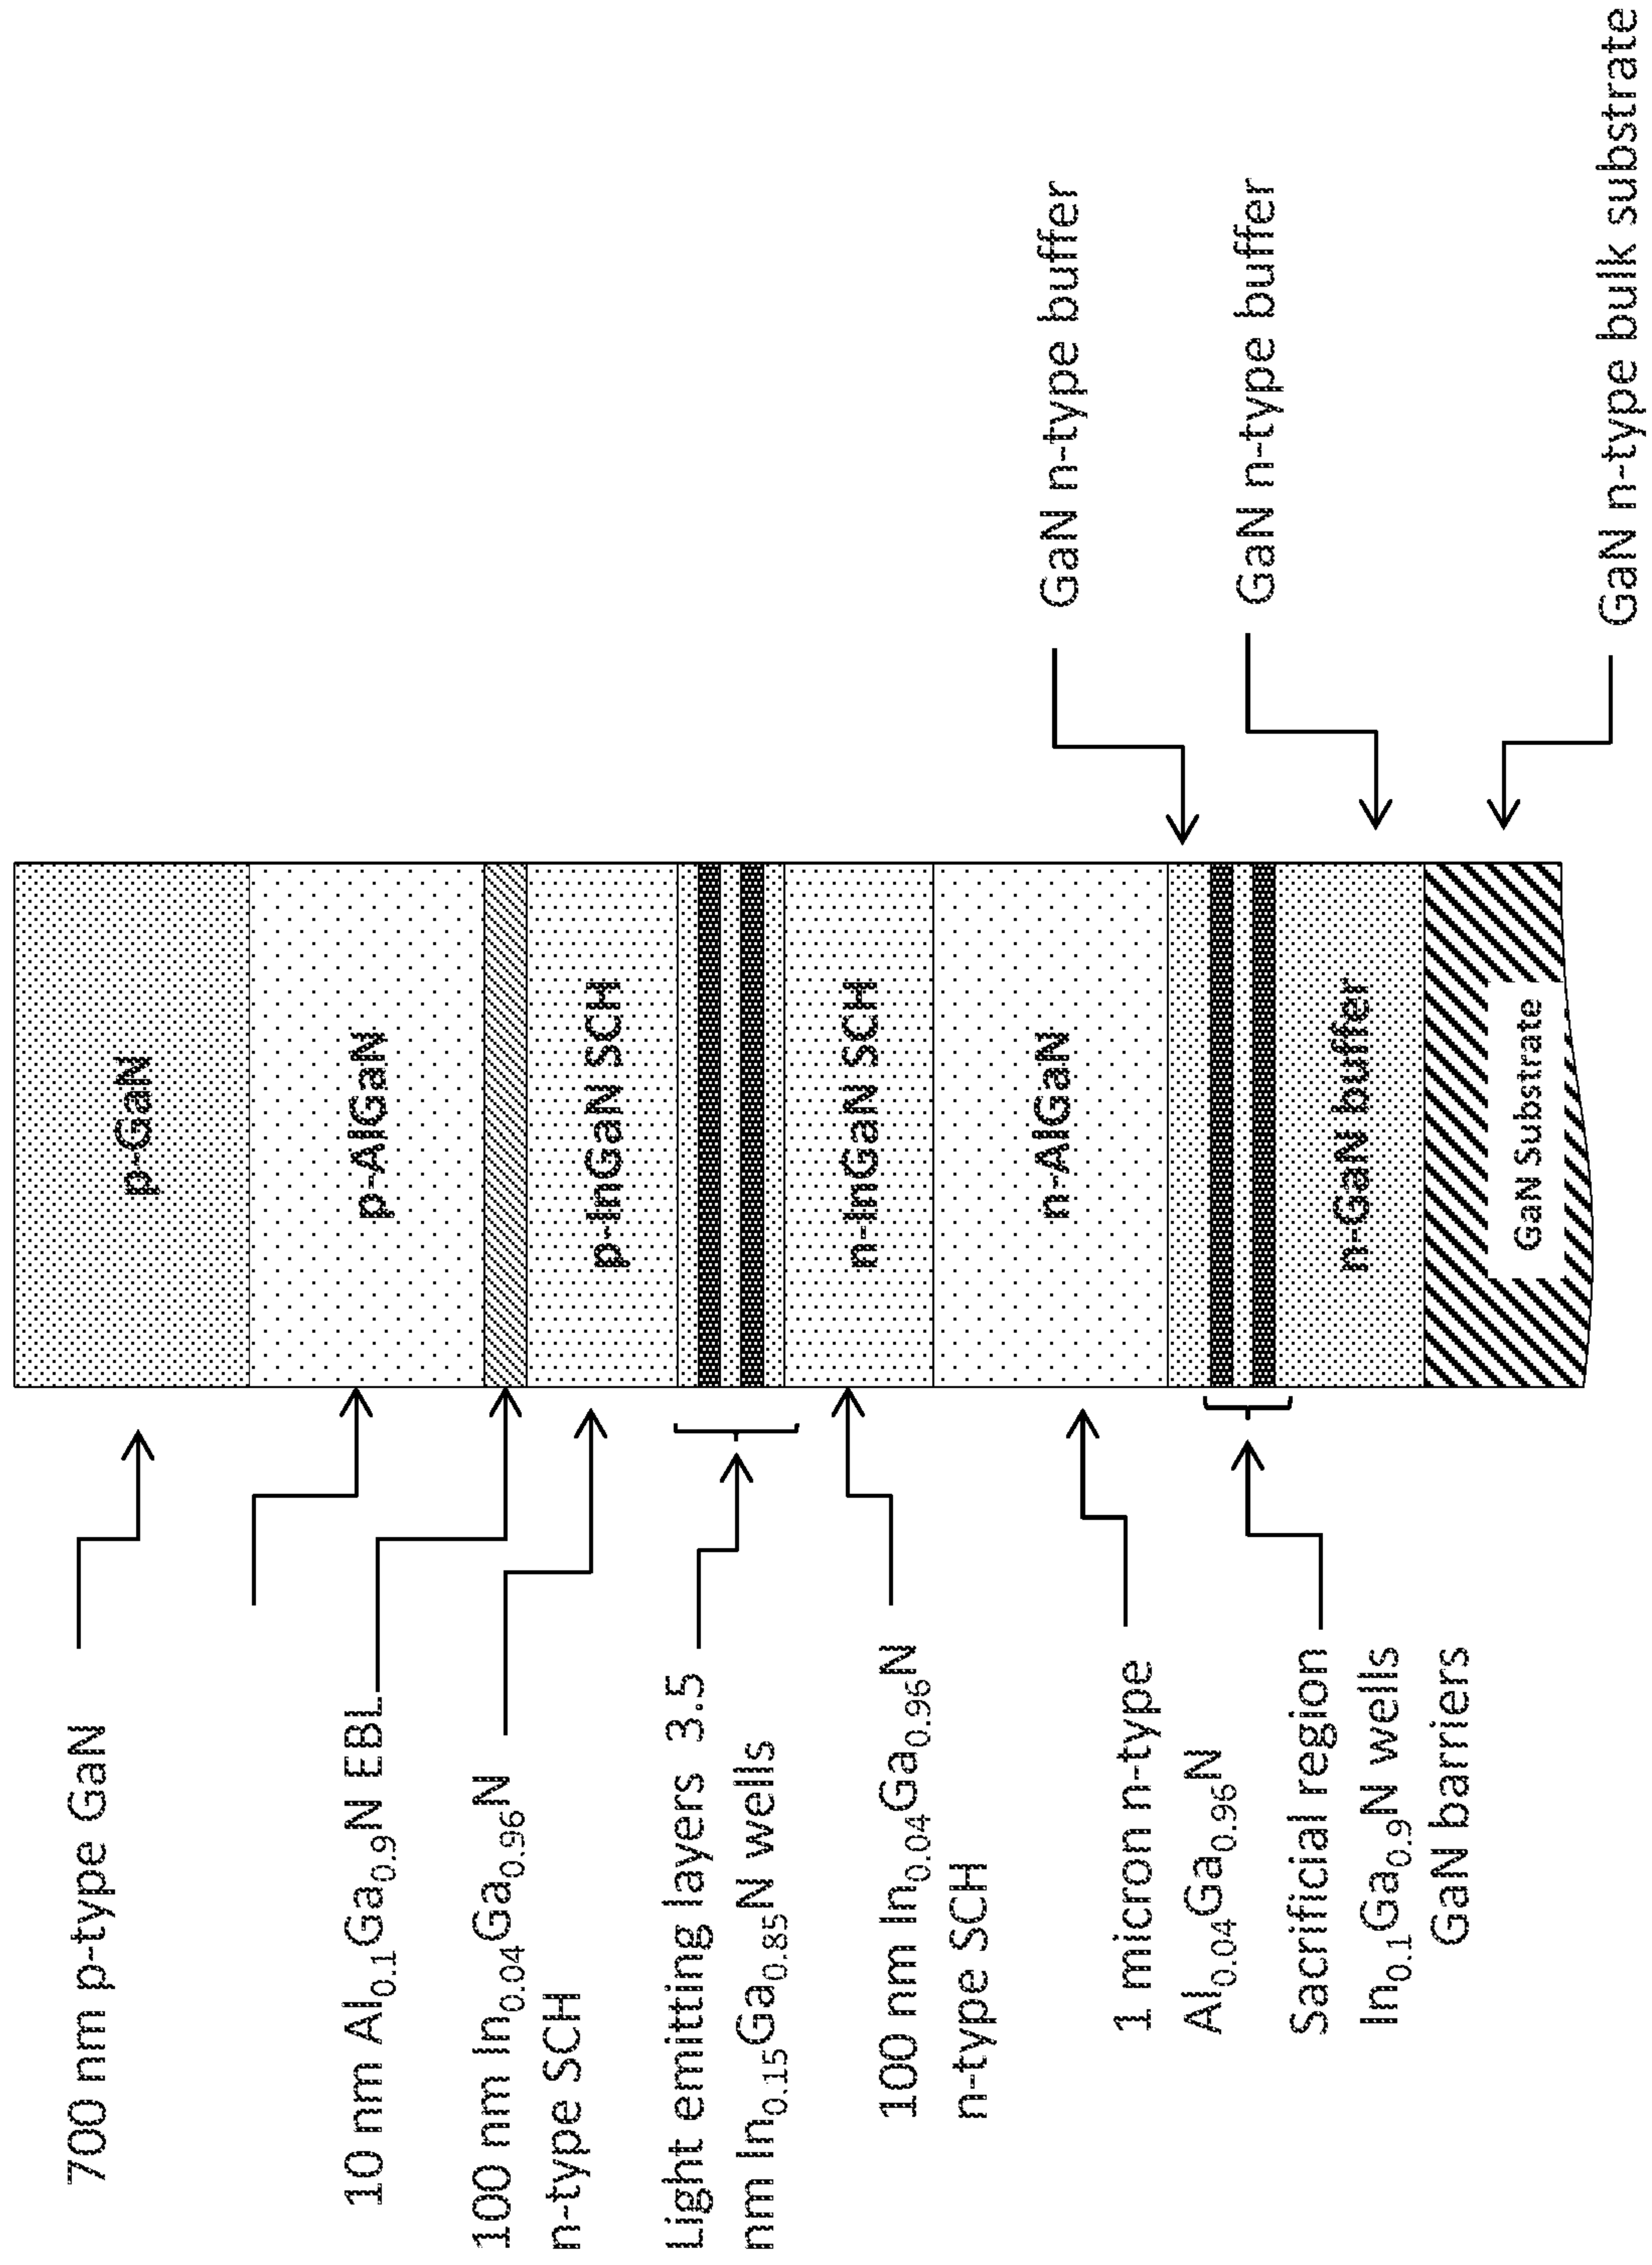 700 nm p-type GaN
10 nm Al0.1Ga0.9N EBL
100 nm In0.04Ga0.96N
n-type SCH
Light emitting layers 3.5
nm In0.15Ga0.85N wells
100 nm In0.04Ga0.96N
n-type SCH
1 micron n-type
Al0.04Ga0.96N
Sacrificial region
In0.1Ga0.9N wells
GaN barriers
p-GaN
p-AlGaN
p-InGaN SCH
n-InGaN SCH
n-AlGaN
n-GaN buffer
GaN Substrate
GaN n-type buffer
GaN n-type buffer
GaN n-type bulk substrate